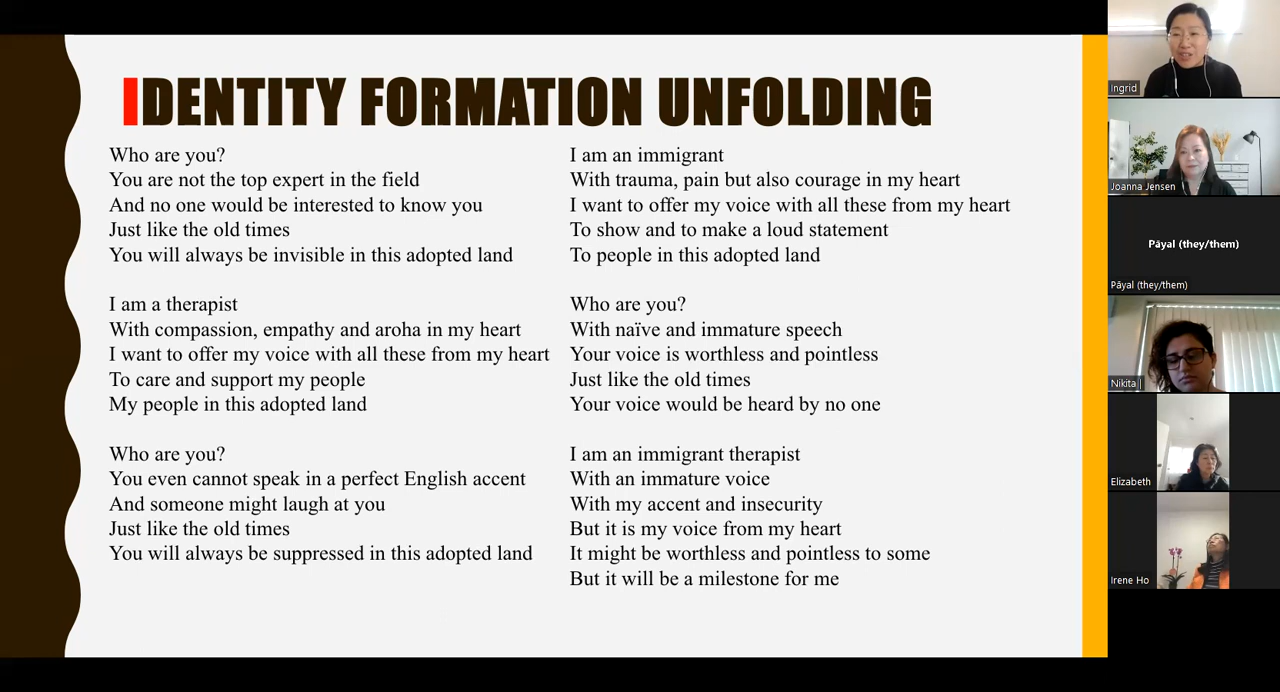 IDENTITY FORMATION UNFOLDING
Who are you?
You are not the top expert in the field
And no one would be interested to know you
Just like the old times
You will always be invisible in this adopted land
I am a therapist
With compassion, empathy and aroha in my heart
I want to offer my voice with all these from my heart
To care and support my people
My people in this adopted land
Who are you?
You even cannot speak in a perfect English accent
And someone might laugh at you
Just like the old times
You will always be suppressed in this adopted land
I am an immigrant
With trauma, pain but also courage in my heart
I want to offer my voice with all these from my heart
To show and to make a loud statement
To people in this adopted land
Who are you?
With naïve and immature speech
Your voice is worthless and pointless
Just like the old times
Your voice would be heard by no one
I am an immigrant therapist
With an immature voice
With my accent and insecurity
But it is my voice from my heart
It might be worthless and pointless to some
But it will be a milestone for me
Ingrid
Joanna Jensen
Pāyal (they/them)
Pāyal (they/them)
Nikita |
Elizabeth
Irene Ho